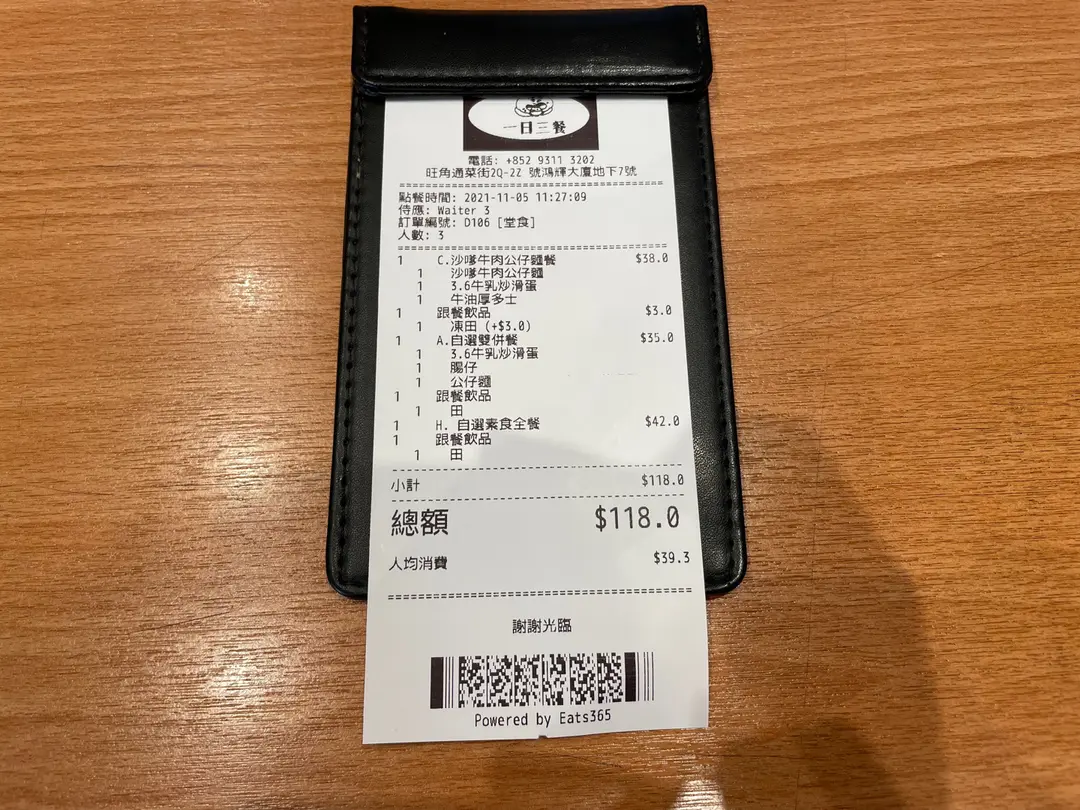 一日三餐
電話: +852 9311 3202
旺角通菜街2Q-2Z 號鴻輝大廈地下7號
點餐時間: 2021-11-05 11:27:09
侍應: Waiter 3
訂單編號: D106 [堂食]
人數: 3
1 C.沙嗲牛肉公仔麵餐 $38.0
1 沙嗲牛肉公仔麵
1 3.6牛乳炒滑蛋
1 牛油厚多士
1 跟餐飲品 $3.0
1 凍田 (+$3.0)
1 A.自選雙併餐 $35.0
1 3.6牛乳炒滑蛋
1 腸仔
1 公仔麵
1 跟餐飲品
1 田
1 H. 自選素食全餐 $42.0
1 跟餐飲品
1 田
小計 $118.0
總額 $118.0
人均消費 $39.3
謝謝光臨
Powered by Eats365